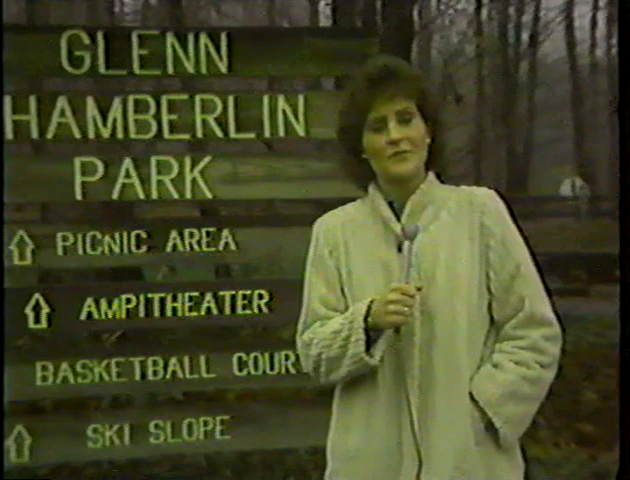 GLENN
HAMBERLIN
PARK
PICNIC AREA
AMPITHEATER
BASKETBALL COUR
SKI SLOPE